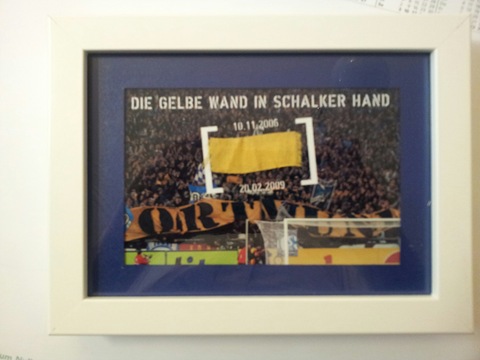 DIE GELBE WAND IN SCHALKER HAND
10.11.2006
20.02.2009